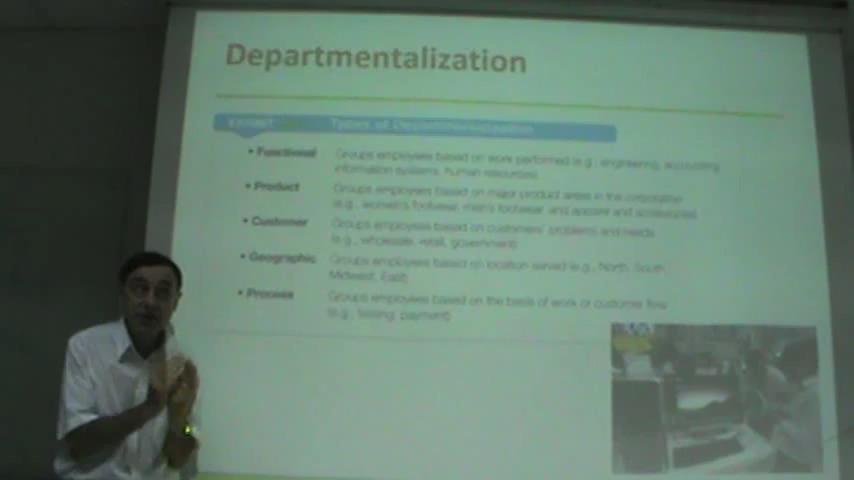 Departmentalization
EXHIBIT Types of Departmentalization
• Functional Groups employees based on work performed (e.g., engineering, accounting,
information systems, human resources)
• Product Groups employees based on major product areas in the corporation
(e.g., women's footwear, men's footwear, and apparel and accessories)
• Customer Groups employees based on customers' problems and needs
(e.g., wholesale, retail, government)
• Geographic Groups employees based on location served (e.g., North, South,
Midwest, East)
• Process Groups employees based on the basis of work or customer flow
(e.g., testing, payment)